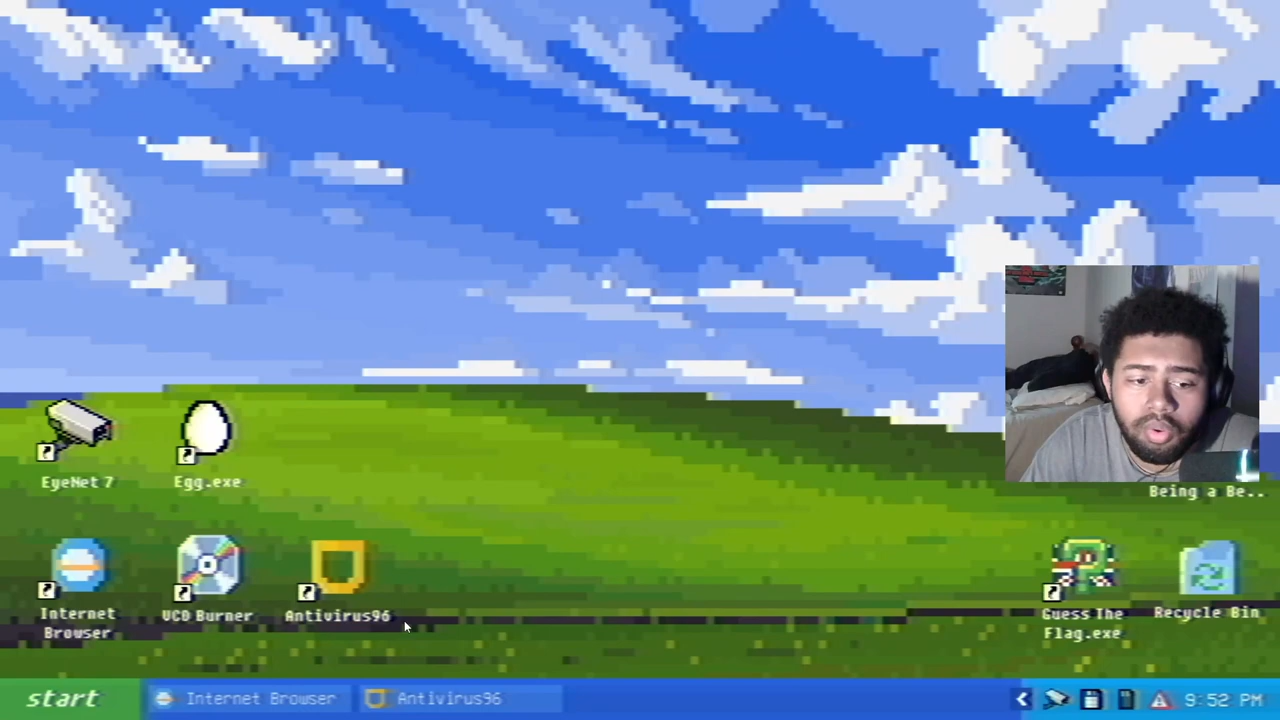 EyeNet 7
Egg.exe
Being a Be..
Internet
Browser
VCD Burner
Antivirus96
Guess The
Flag.exe
Recycle Bin
start
Internet Browser
Antivirus96
9:52 PM